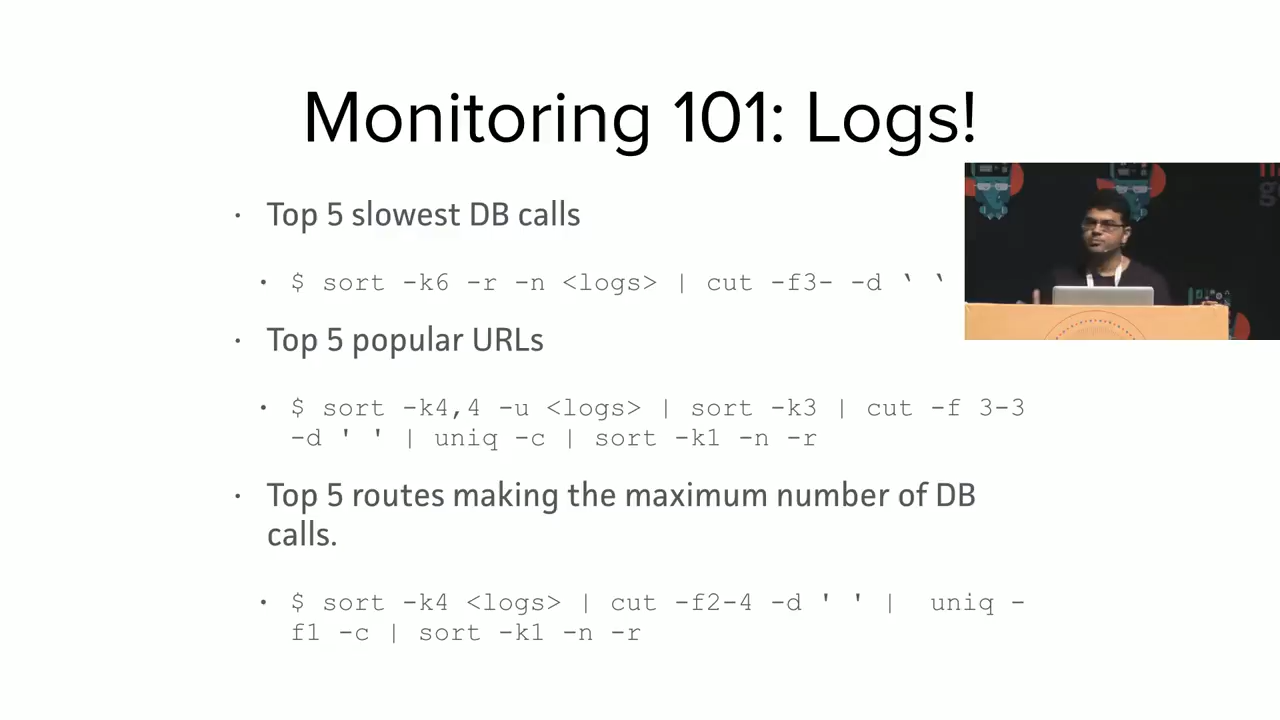 Monitoring 101: Logs!
· Top 5 slowest DB calls
· $ sort -k6 -r -n <logs> | cut -f3- -d ‘ ‘
· Top 5 popular URLs
· $ sort -k4,4 -u <logs> | sort -k3 | cut -f 3-3
-d ' ' | uniq -c | sort -k1 -n -r
· Top 5 routes making the maximum number of DB
calls.
· $ sort -k4 <logs> | cut -f2-4 -d ' ' |  uniq -
f1 -c | sort -k1 -n -r